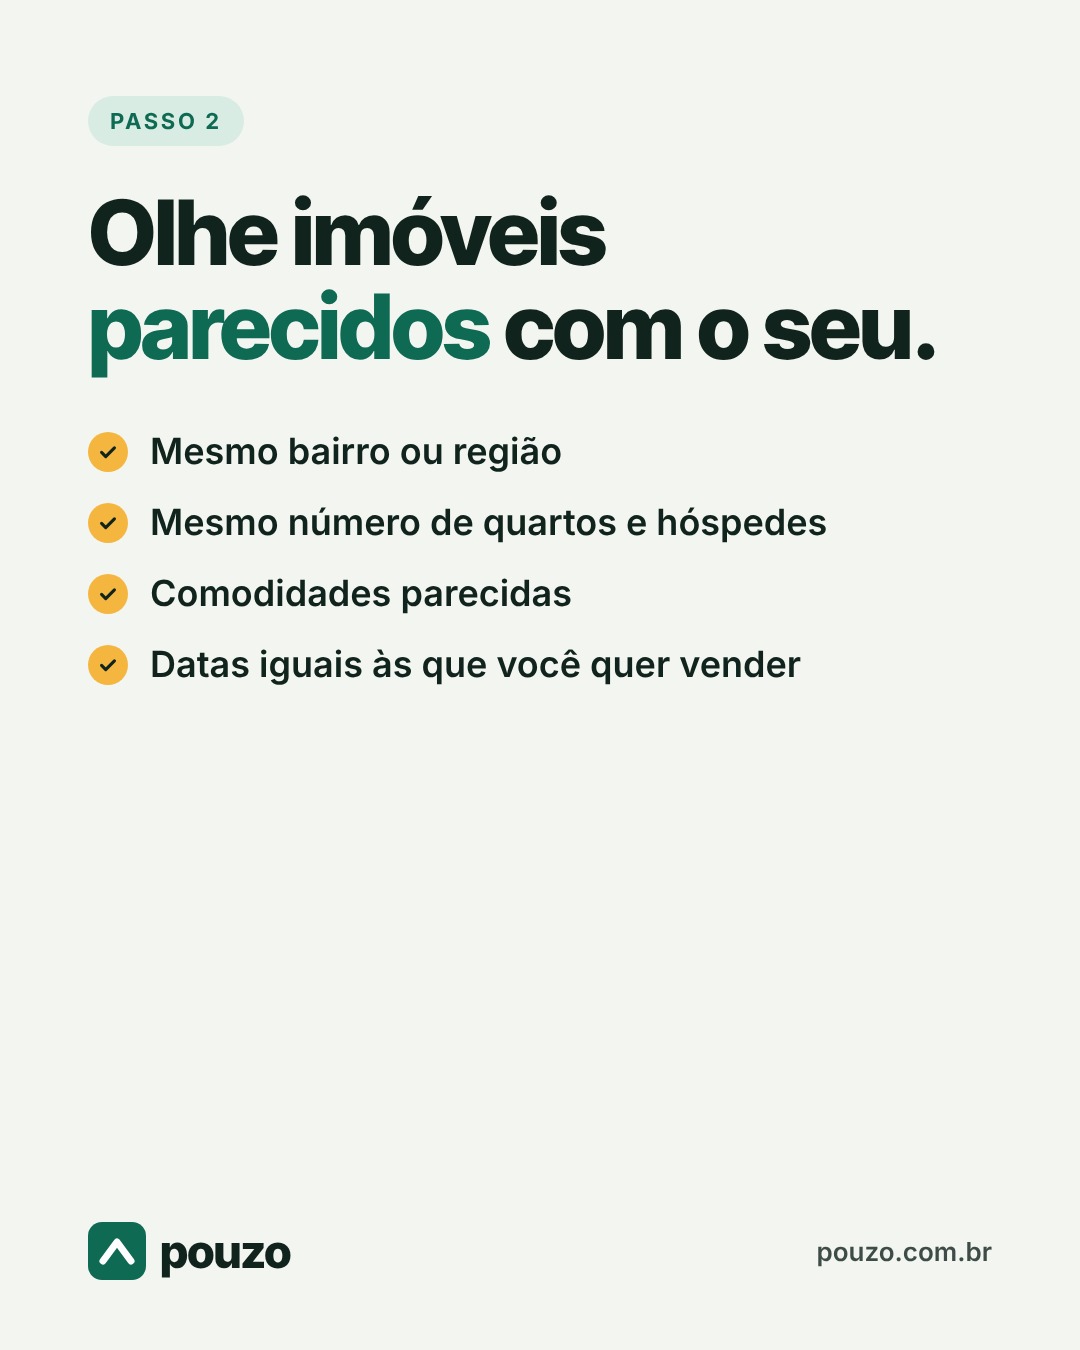 PASSO 2
Olhe imóveis
parecidos com o seu.
Mesmo bairro ou região
Mesmo número de quartos e hóspedes
Comodidades parecidas
Datas iguais às que você quer vender
pouzo
pouzo.com.br